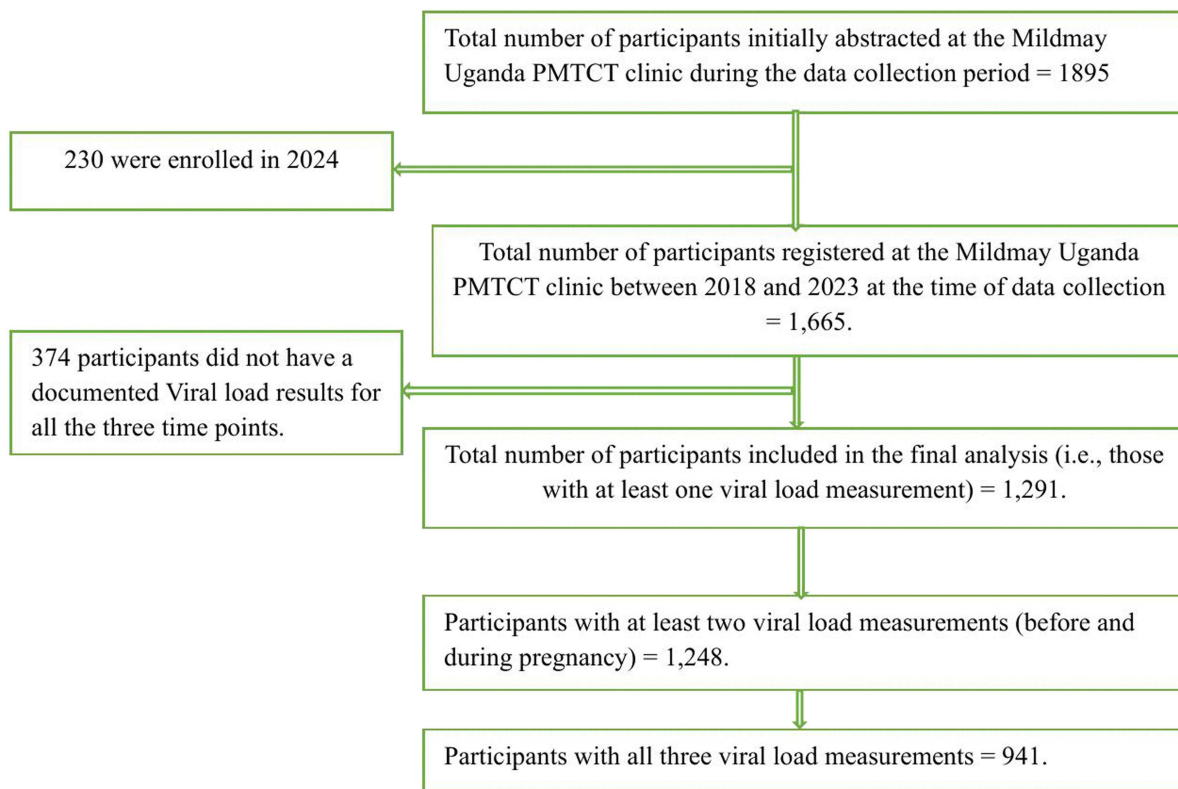 Total number of participants initially abstracted at the Mildmay
Uganda PMTCT clinic during the data collection period = 1895
230 were enrolled in 2024
Total number of participants registered at the Mildmay Uganda
PMTCT clinic between 2018 and 2023 at the time of data collection
= 1,665.
374 participants did not have a
documented Viral load results for
all the three time points.
Total number of participants included in the final analysis (i.e., those
with at least one viral load measurement) = 1,291.
Participants with at least two viral load measurements (before and
during pregnancy) = 1,248.
Participants with all three viral load measurements = 941.